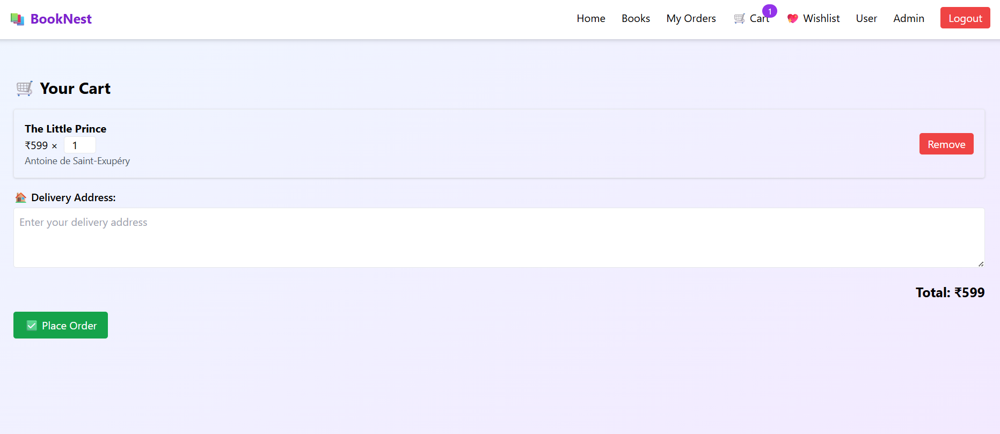 BookNest
Home Books My Orders Cart 1 Wishlist User Admin Logout
Your Cart
The Little Prince
₹599 × 1
Antoine de Saint-Exupéry
Remove
Delivery Address:
Enter your delivery address
Total: ₹599
Place Order